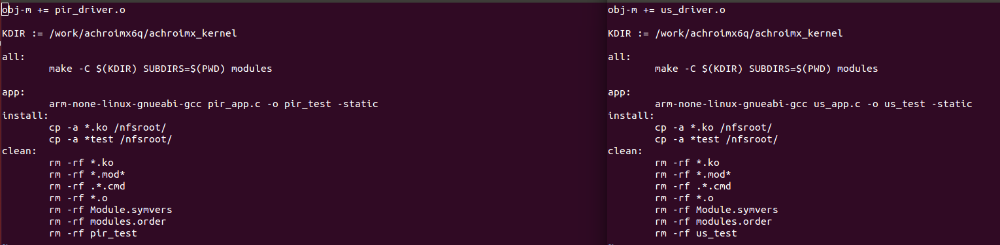 obj-m += pir_driver.o
KDIR := /work/achroimx6q/achroimx_kernel
all:
make -C $(KDIR) SUBDIRS=$(PWD) modules
app:
arm-none-linux-gnueabi-gcc pir_app.c -o pir_test -static
install:
cp -a *.ko /nfsroot/
cp -a *test /nfsroot/
clean:
rm -rf *.ko
rm -rf *.mod*
rm -rf .*.cmd
rm -rf *.o
rm -rf Module.symvers
rm -rf modules.order
rm -rf pir_test
obj-m += us_driver.o
KDIR := /work/achroimx6q/achroimx_kernel
all:
make -C $(KDIR) SUBDIRS=$(PWD) modules
app:
arm-none-linux-gnueabi-gcc us_app.c -o us_test -static
install:
cp -a *.ko /nfsroot/
cp -a *test /nfsroot/
clean:
rm -rf *.ko
rm -rf *.mod*
rm -rf .*.cmd
rm -rf *.o
rm -rf Module.symvers
rm -rf modules.order
rm -rf us_test